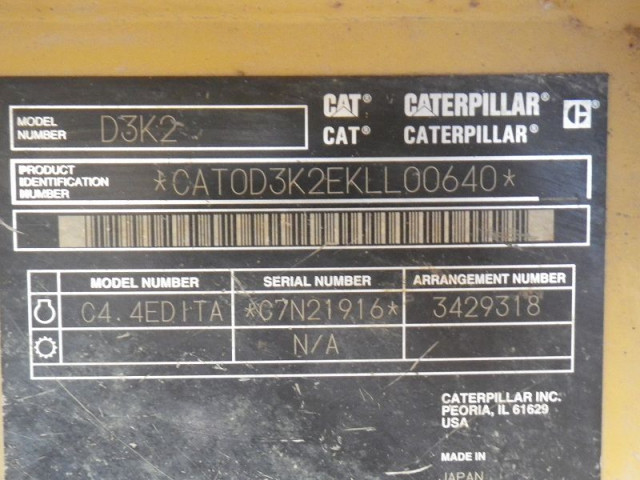 CAT® CATERPILLAR®
CAT® CATERPILLAR®
MODEL NUMBER D3K2
PRODUCT IDENTIFICATION NUMBER *CAT0D3K2EKLL00640*
MODEL NUMBER SERIAL NUMBER ARRANGEMENT NUMBER
C4.4EDITA *C7N21916* 3429318
N/A
CATERPILLAR INC.
PEORIA, IL 61629
USA
MADE IN
JAPAN